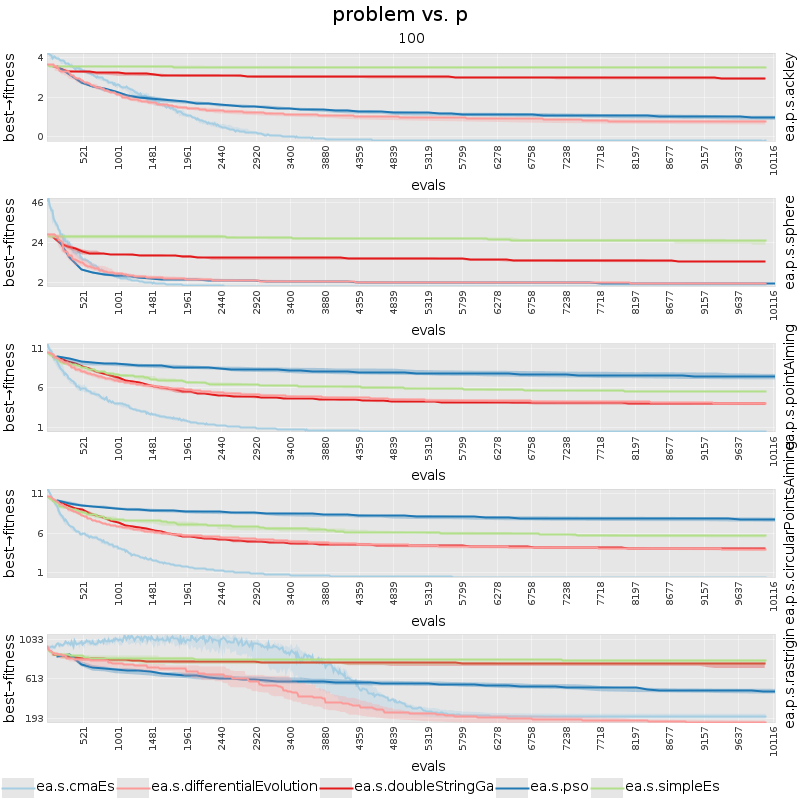 problem vs. p
100
best→fitness
4
2
0
521 1001 1481 1961 2440 2920 3400 3880 4359 4839 5319 5799 6278 6758 7238 7718 8197 8677 9157 9637 10116
evals
ea.p.s.ackley
best→fitness
46
24
2
521 1001 1481 1961 2440 2920 3400 3880 4359 4839 5319 5799 6278 6758 7238 7718 8197 8677 9157 9637 10116
evals
ea.p.s.sphere
best→fitness
11
6
1
521 1001 1481 1961 2440 2920 3400 3880 4359 4839 5319 5799 6278 6758 7238 7718 8197 8677 9157 9637 10116
evals
ea.p.s.pointAiming
best→fitness
11
6
1
521 1001 1481 1961 2440 2920 3400 3880 4359 4839 5319 5799 6278 6758 7238 7718 8197 8677 9157 9637 10116
evals
ea.p.s.circularPointsAiming
best→fitness
1033
613
193
521 1001 1481 1961 2440 2920 3400 3880 4359 4839 5319 5799 6278 6758 7238 7718 8197 8677 9157 9637 10116
evals
ea.p.s.rastrigin
ea.s.cmaEs ea.s.differentialEvolution ea.s.doubleStringGa ea.s.pso ea.s.simpleEs